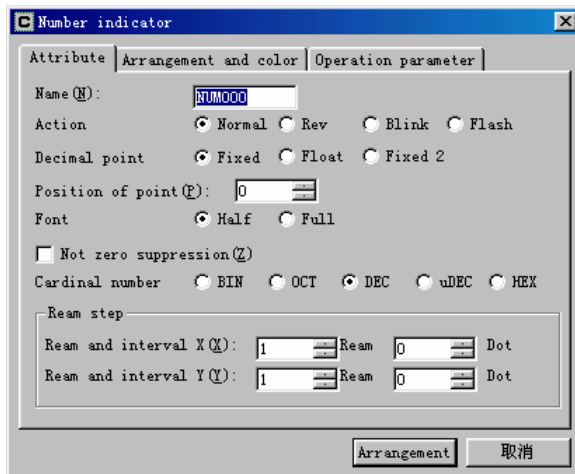 C Number indicator
Attribute Arrangement and color Operation parameter
Name(N): NUM000
Action Normal Rev Blink Flash
Decimal point Fixed Float Fixed 2
Position of point(P): 0
Font Half Full
Not zero suppression(Z)
Cardinal number BIN OCT DEC uDEC HEX
Ream step
Ream and interval X(X): 1 Ream 0 Dot
Ream and interval Y(Y): 1 Ream 0 Dot
Arrangement 取消